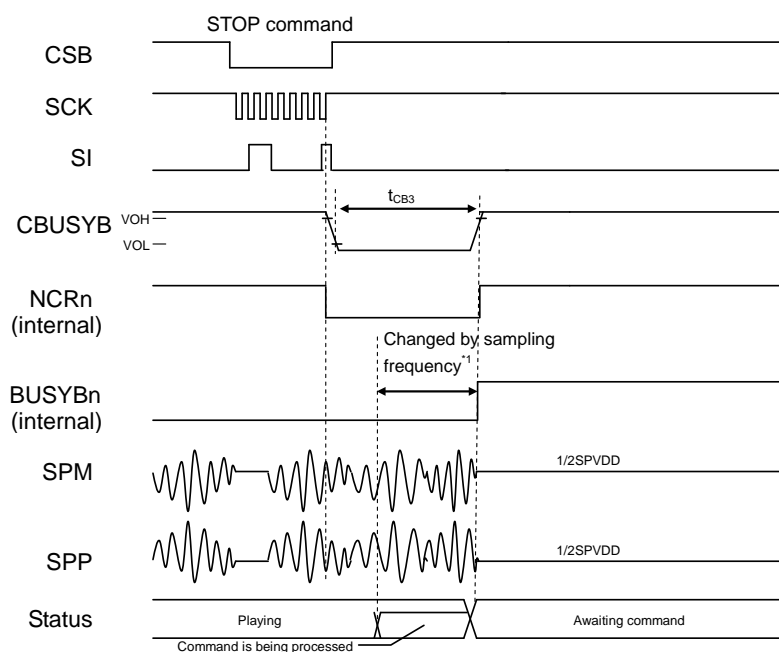 STOP command
CSB
SCK
SI
tCB3
CBUSYB
VOH
VOL
NCRn
(internal)
Changed by sampling
frequency*1
BUSYBn
(internal)
SPM
1/2SPVDD
SPP
1/2SPVDD
Status
Playing
Awaiting command
Command is being processed